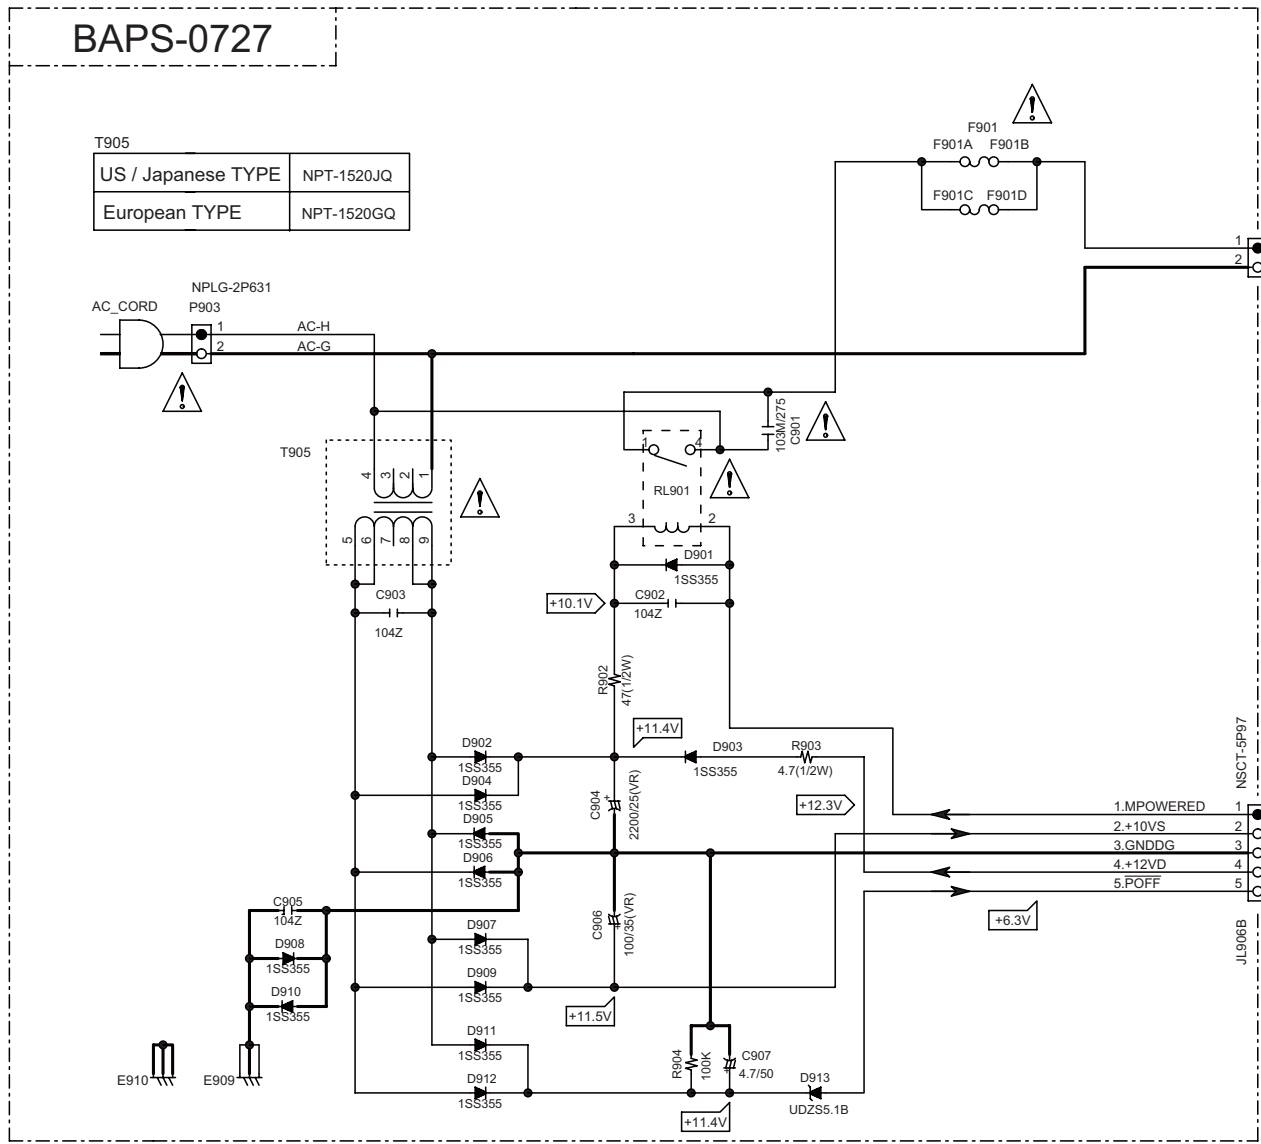 BAPS-0727
F901
F901A F901B
F901C F901D
T905
US / Japanese TYPE NPT-1520JQ
European TYPE NPT-1520GQ
1
2
NPLG-2P631
AC_CORD P903
1 AC-H
2 AC-G
103M/275
C901
T905
4 3 2 1
5 6 7 8 9
1 4
RL901
3 2
D901
1SS355
C903
104Z
+10.1V
C902
104Z
R902
47(1/2W)
+11.4V
D902
1SS355
D903
1SS355
R903
4.7(1/2W)
NSCT-5P97
D904
1SS355
C904
+
2200/25(VR)
+12.3V
1.MPOWERED 1
D905
1SS355
2.+10VS 2
3.GNDDG 3
D906
1SS355
4.+12VD 4
5.POFF 5
C905
104Z
C906
+
100/35(VR)
+6.3V
D907
1SS355
D908
1SS355
JL906B
D909
1SS355
D910
1SS355
+11.5V
D911
1SS355
R904
100K
C907
+
4.7/50
E910 E909
D912
1SS355
D913
UDZS5.1B
+11.4V